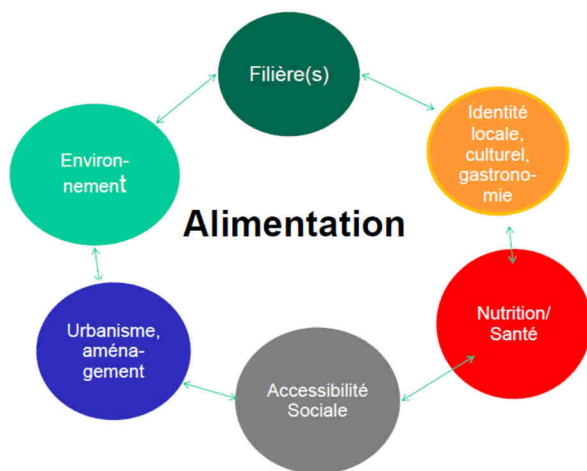 Filière(s)
Identité
locale,
culturel,
gastrono-
mie
Environ-
nement
Alimentation
Nutrition/
Santé
Urbanisme,
aména-
gement
Accessibilité
Sociale